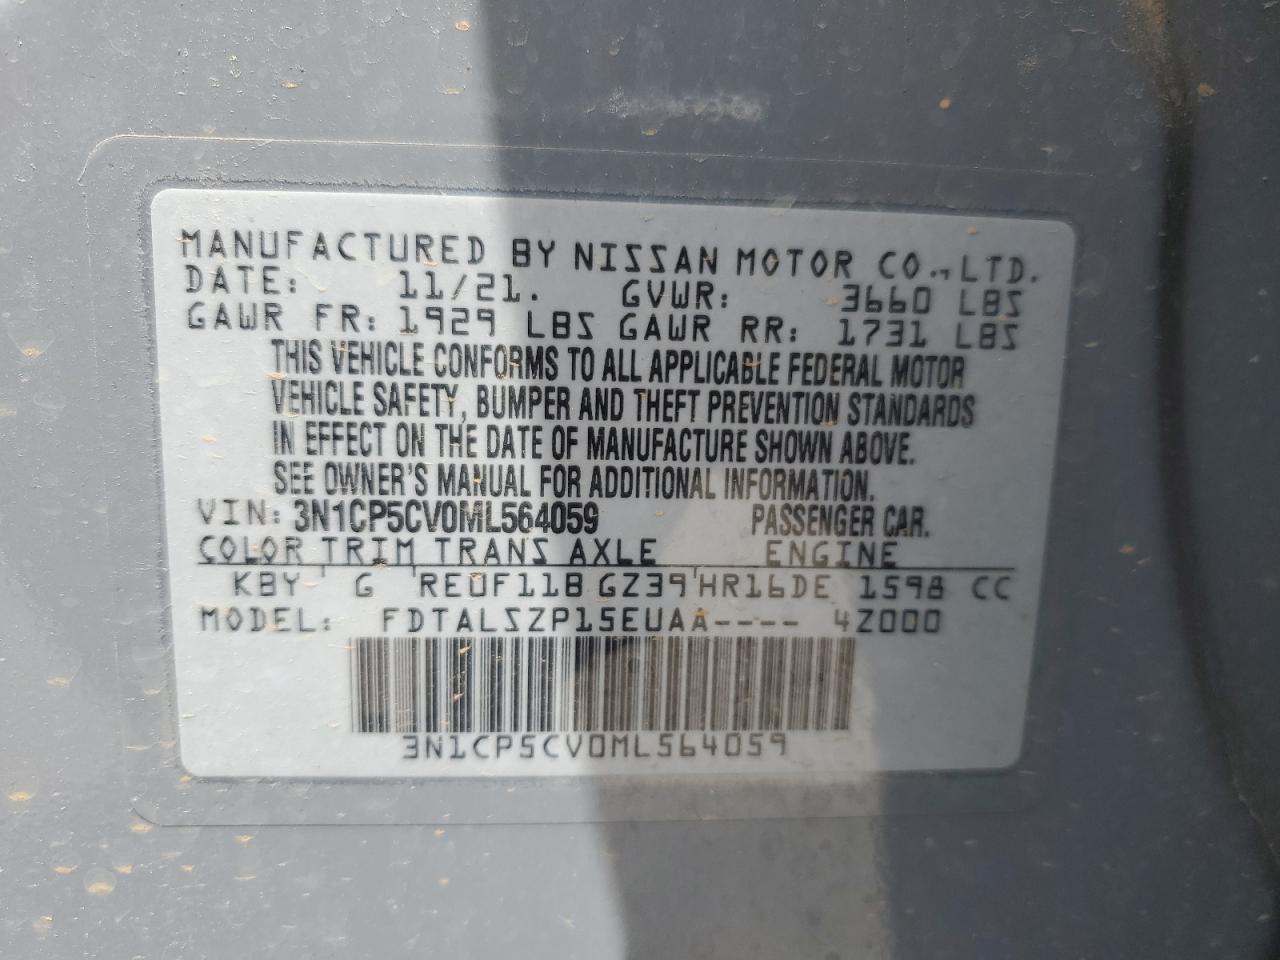 MANUFACTURED BY NISSAN MOTOR CO., LTD.
DATE: 11/21. GVWR: 3660 LBS
GAWR FR: 1929 LBS GAWR RR: 1731 LBS
THIS VEHICLE CONFORMS TO ALL APPLICABLE FEDERAL MOTOR
VEHICLE SAFETY, BUMPER AND THEFT PREVENTION STANDARDS
IN EFFECT ON THE DATE OF MANUFACTURE SHOWN ABOVE.
SEE OWNER'S MANUAL FOR ADDITIONAL INFORMATION.
VIN: 3N1CP5CV0ML564059 PASSENGER CAR.
COLOR TRIM TRANS AXLE ENGINE
KBY G RE0F11B GZ39 HR16DE 1598 CC
MODEL: FDTALSZP15EUAA---- 4Z000
3N1CP5CV0ML564059